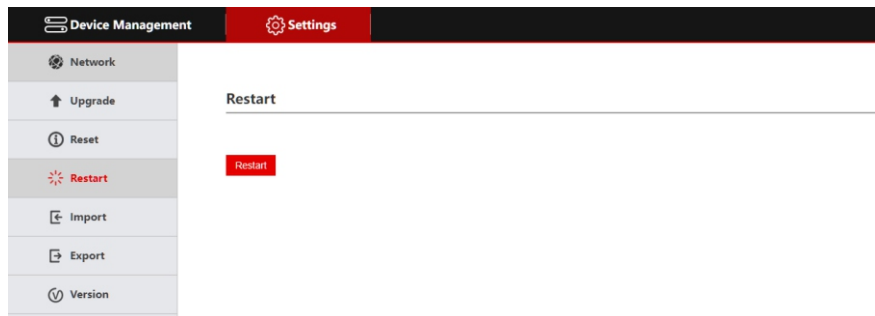 Device Management
Settings
Network
Upgrade
Restart
Reset
Restart
Restart
Import
Export
Version